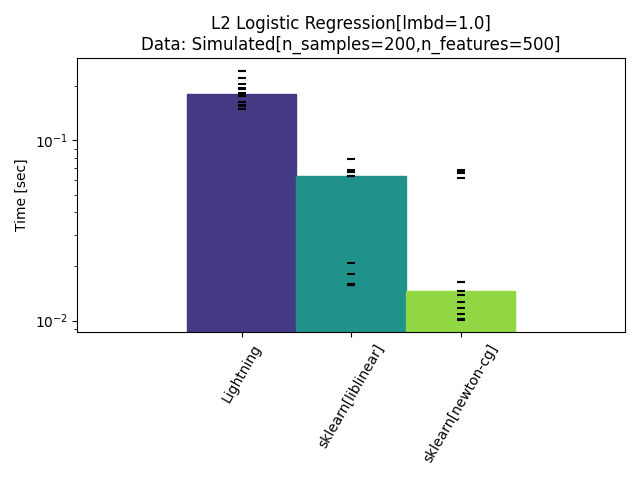 L2 Logistic Regression[lmbd=1.0]
Data: Simulated[n_samples=200,n_features=500]
Time [sec]
10⁻¹
10⁻²
Lightning
sklearn[liblinear]
sklearn[newton-cg]